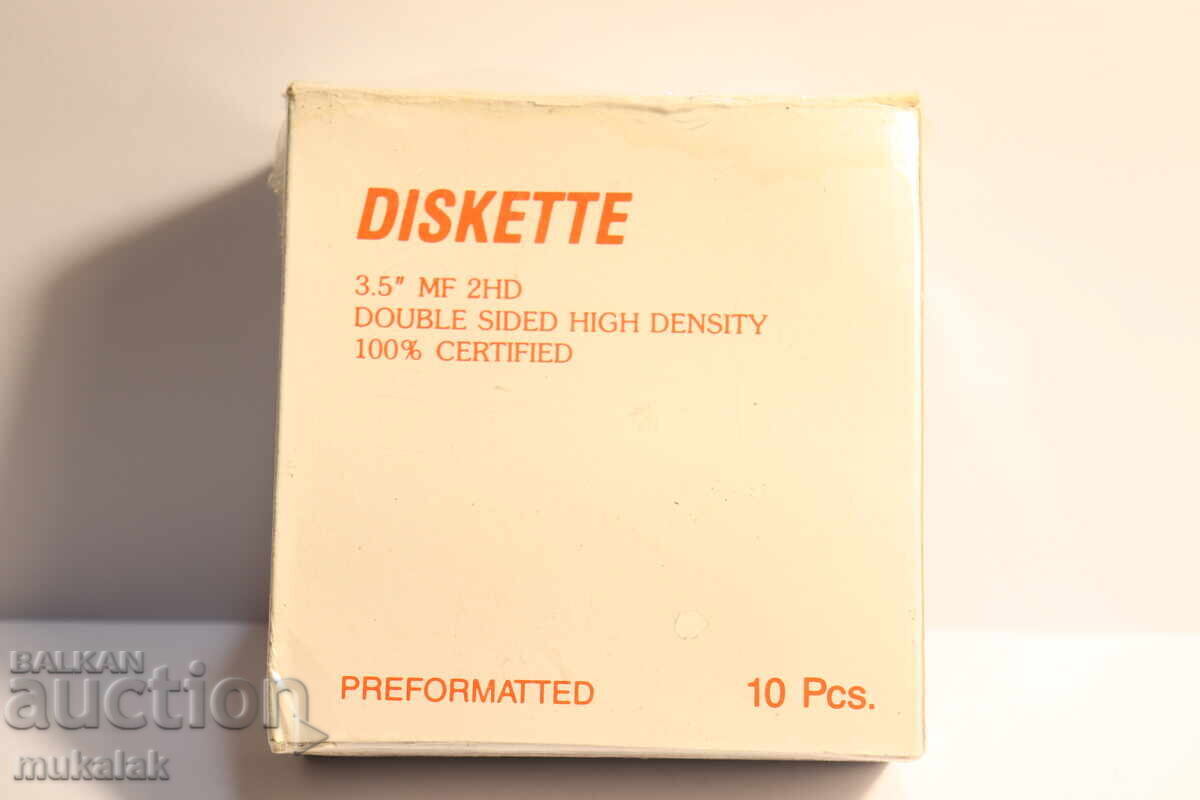 DISKETTE
3.5" MF 2HD
DOUBLE SIDED HIGH DENSITY
100% CERTIFIED
PREFORMATTED 10 Pcs.
BALKAN
auction
mukalak